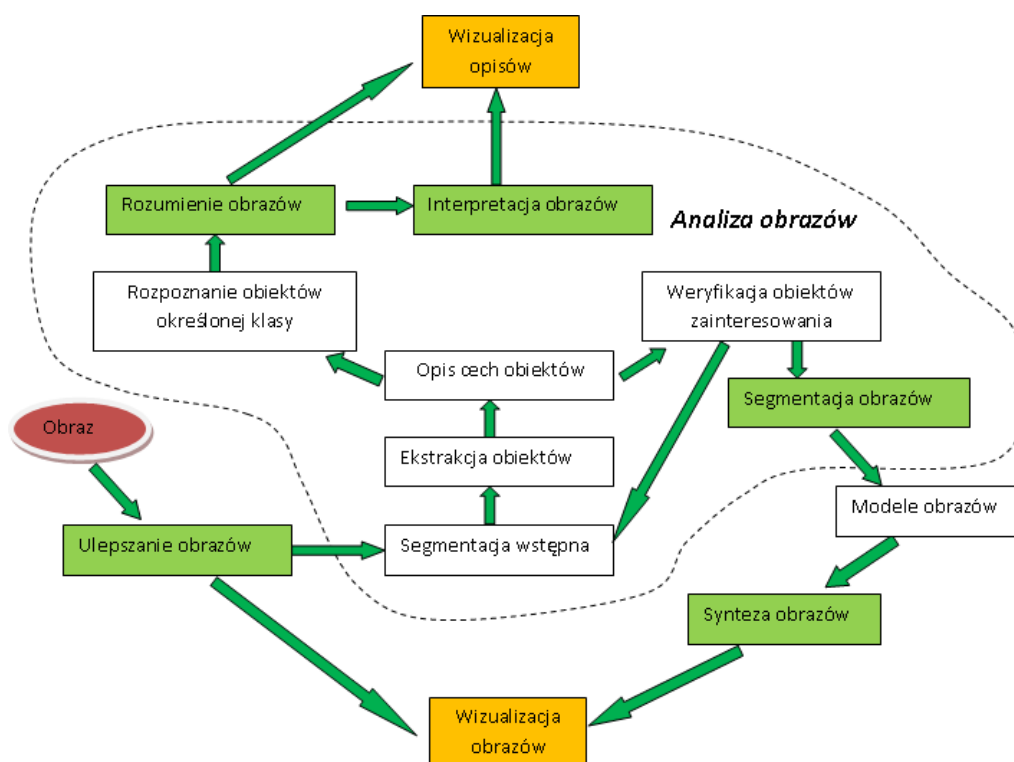 Wizualizacja
opisów
Rozumienie obrazów
Interpretacja obrazów
Analiza obrazów
Rozpoznanie obiektów
określonej klasy
Weryfikacja obiektów
zainteresowania
Opis cech obiektów
Segmentacja obrazów
Obraz
Ekstrakcja obiektów
Modele obrazów
Ulepszanie obrazów
Segmentacja wstępna
Synteza obrazów
Wizualizacja
obrazów